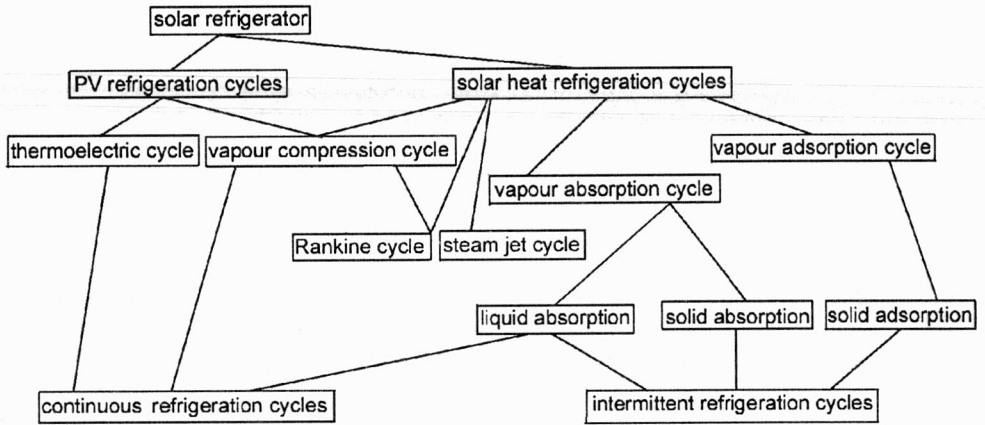 solar refrigerator
PV refrigeration cycles
solar heat refrigeration cycles
thermoelectric cycle
vapour compression cycle
vapour adsorption cycle
vapour absorption cycle
Rankine cycle
steam jet cycle
liquid absorption
solid absorption
solid adsorption
continuous refrigeration cycles
intermittent refrigeration cycles